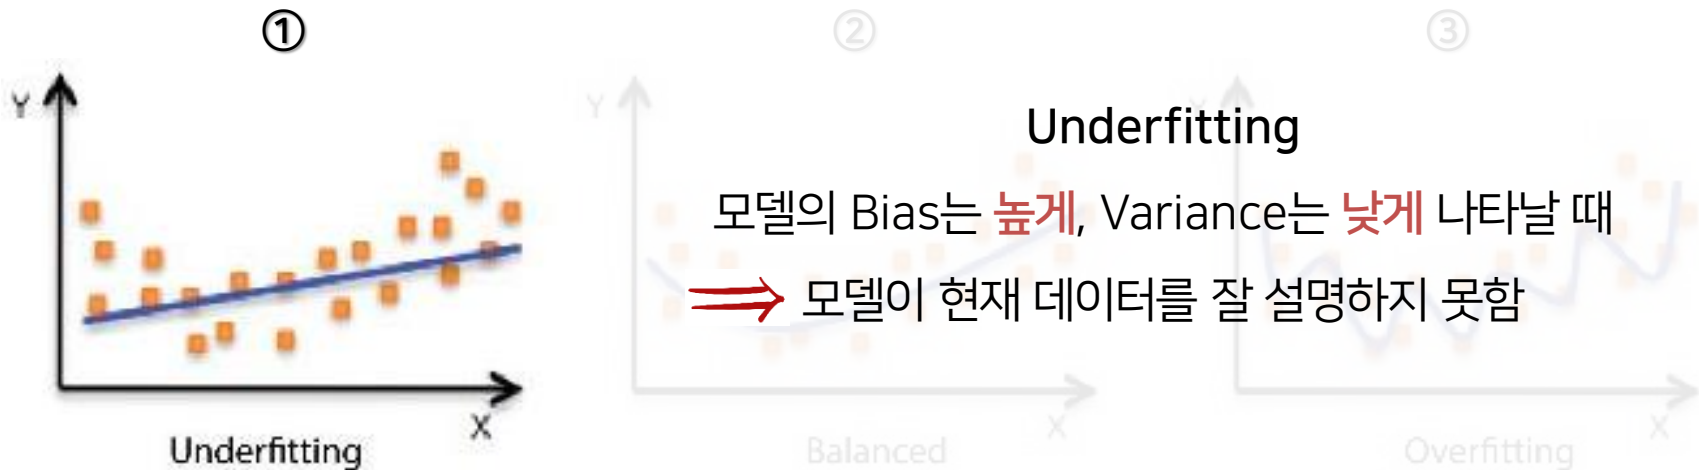 ① ② ③
Y Y Y
Underfitting
모델의 Bias는 높게, Variance는 낮게 나타날 때
모델이 현재 데이터를 잘 설명하지 못함
X X X
Underfitting Balanced Overfitting